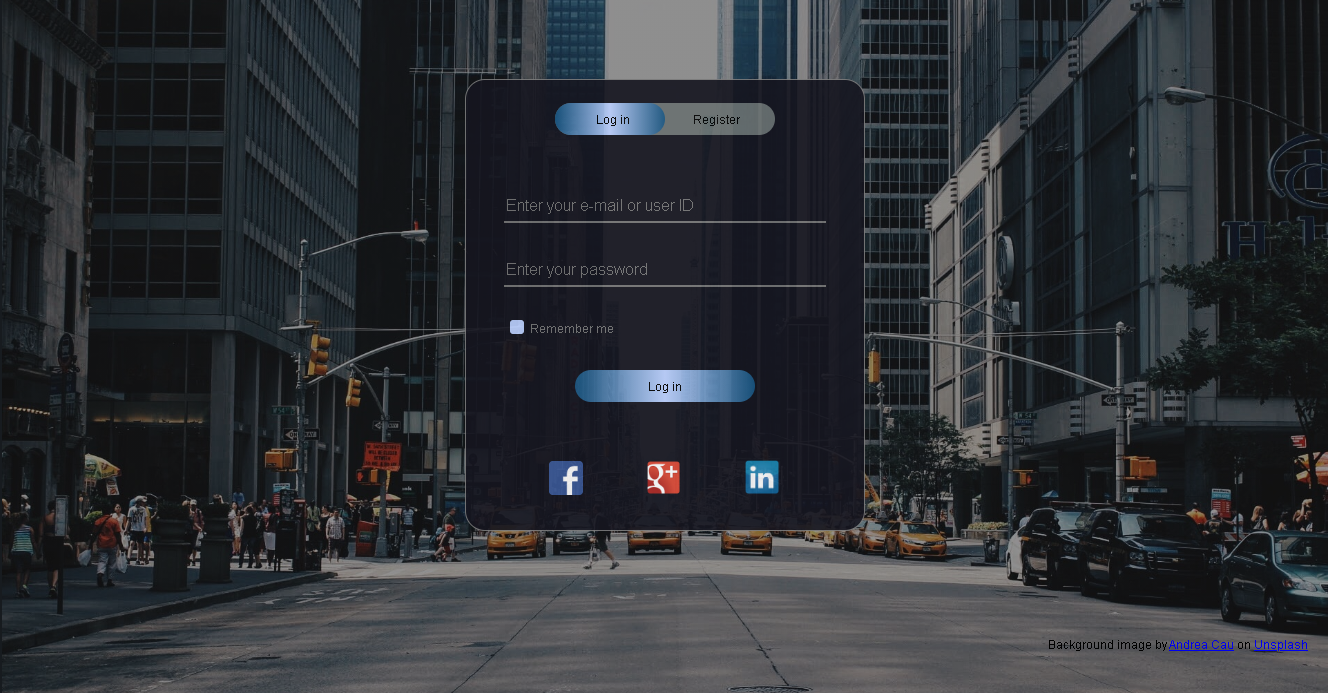 Log in Register
Enter your e-mail or user ID
Enter your password
Remember me
Log in
f g+ in
Background image by Andrea Cau on Unsplash